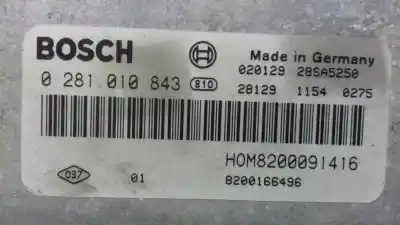 BOSCH
Made in Germany
020129 28SA5250
0 281 010 843 810
28129 1154 0275
HOM8200091416
037 01 8200166496